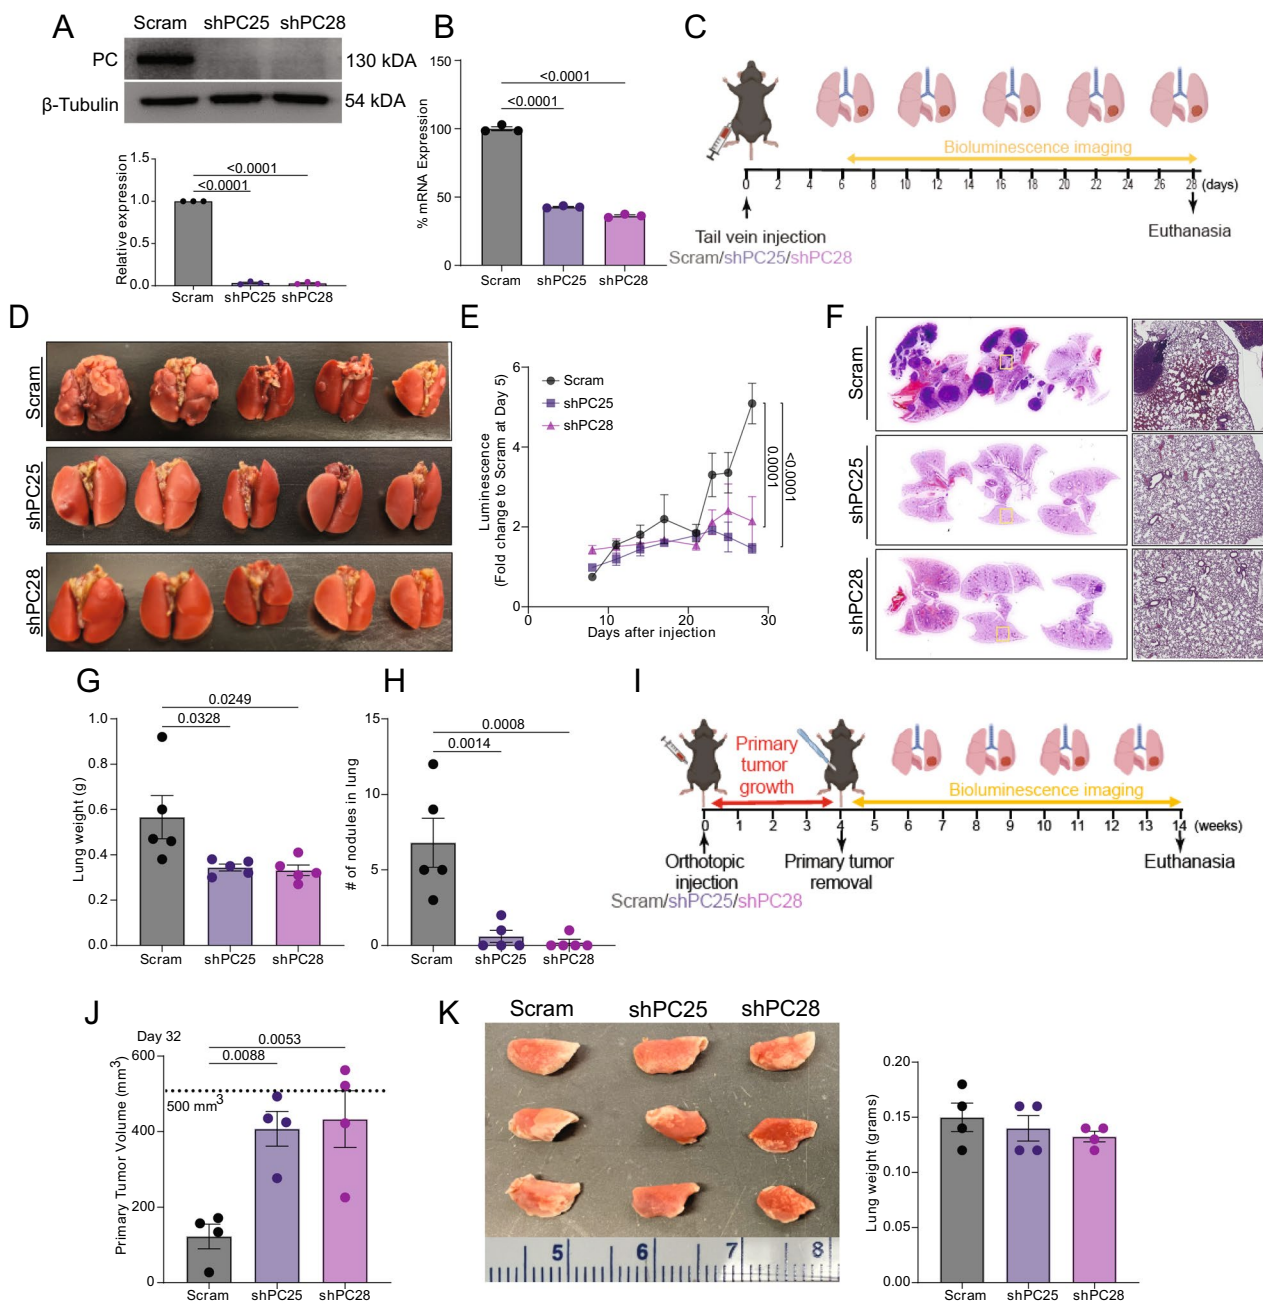 A
Scram shPC25 shPC28
PC
130 kDA
β-Tubulin
54 kDA
Relative expression
1.5
1.0
0.5
0.0
<0.0001
<0.0001
Scram shPC25 shPC28
B
% mRNA Expression
150
100
50
0
<0.0001
<0.0001
Scram shPC25 shPC28
C
Bioluminescence imaging
0 2 4 6 8 10 12 14 16 18 20 22 24 26 28 (days)
Tail vein injection
Scram/shPC25/shPC28
Euthanasia
D
Scram
shPC25
shPC28
E
Luminescence
(Fold change to Scram at Day 5)
6
4
2
0
Scram
shPC25
shPC28
0.0001
<0.0001
0 10 20 30
Days after injection
F
Scram
shPC25
shPC28
G
Lung weight (g)
1.0
0.8
0.6
0.4
0.2
0.0
0.0249
0.0328
Scram shPC25 shPC28
H
# of nodules in lung
15
10
5
0
0.0008
0.0014
Scram shPC25 shPC28
I
Primary
tumor
growth
Bioluminescence imaging
0 1 2 3 4 5 6 7 8 9 10 11 12 13 14 (weeks)
Orthotopic
injection
Scram/shPC25/shPC28
Primary tumor
removal
Euthanasia
J
Day 32
Primary Tumor Volume (mm3)
600
400
200
0
0.0053
0.0088
500 mm3
Scram shPC25 shPC28
K
Scram shPC25 shPC28
5 6 7 8
Lung weight (grams)
0.20
0.15
0.10
0.05
0.00
Scram shPC25 shPC28